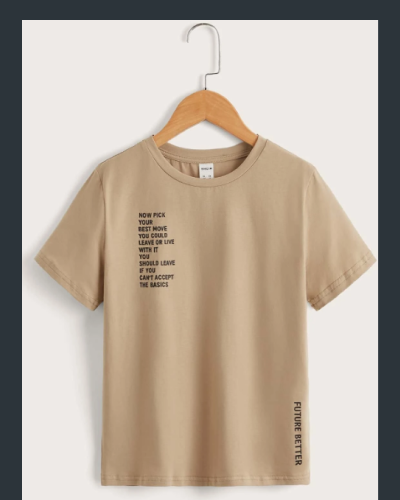 NOW PICK
YOUR
BEST MOVE
YOU COULD
LEAVE OR LIVE
WITH IT
YOU
SHOULD LEAVE
IF YOU
CAN'T ACCEPT
THE BASICS
FUTURE BETTER